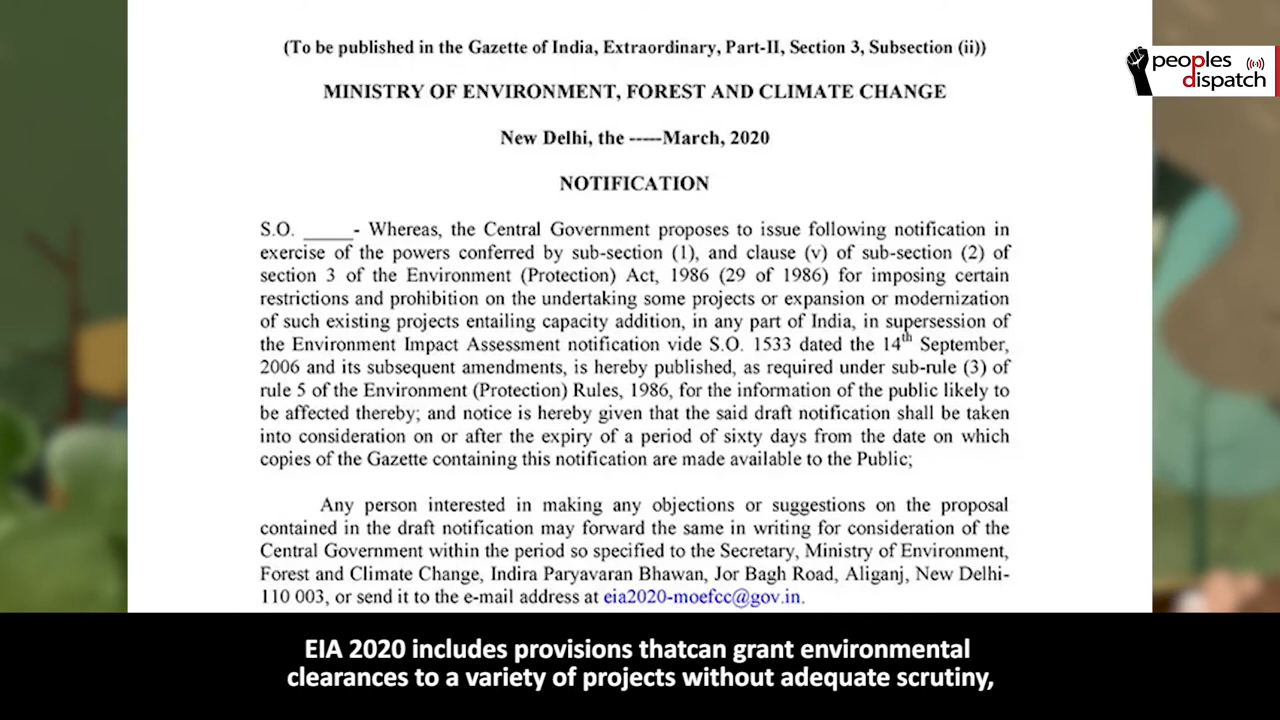 (To be published in the Gazette of India, Extraordinary, Part-II, Section 3, Subsection (ii))
peoples
dispatch
MINISTRY OF ENVIRONMENT, FOREST AND CLIMATE CHANGE
New Delhi, the -----March, 2020
NOTIFICATION
S.O. _____- Whereas, the Central Government proposes to issue following notification in
exercise of the powers conferred by sub-section (1), and clause (v) of sub-section (2) of
section 3 of the Environment (Protection) Act, 1986 (29 of 1986) for imposing certain
restrictions and prohibition on the undertaking some projects or expansion or modernization
of such existing projects entailing capacity addition, in any part of India, in supersession of
the Environment Impact Assessment notification vide S.O. 1533 dated the 14th September,
2006 and its subsequent amendments, is hereby published, as required under sub-rule (3) of
rule 5 of the Environment (Protection) Rules, 1986, for the information of the public likely to
be affected thereby; and notice is hereby given that the said draft notification shall be taken
into consideration on or after the expiry of a period of sixty days from the date on which
copies of the Gazette containing this notification are made available to the Public;
Any person interested in making any objections or suggestions on the proposal
contained in the draft notification may forward the same in writing for consideration of the
Central Government within the period so specified to the Secretary, Ministry of Environment,
Forest and Climate Change, Indira Paryavaran Bhawan, Jor Bagh Road, Aliganj, New Delhi-
110 003, or send it to the e-mail address at eia2020-moefcc@gov.in.
EIA 2020 includes provisions thatcan grant environmental
clearances to a variety of projects without adequate scrutiny,